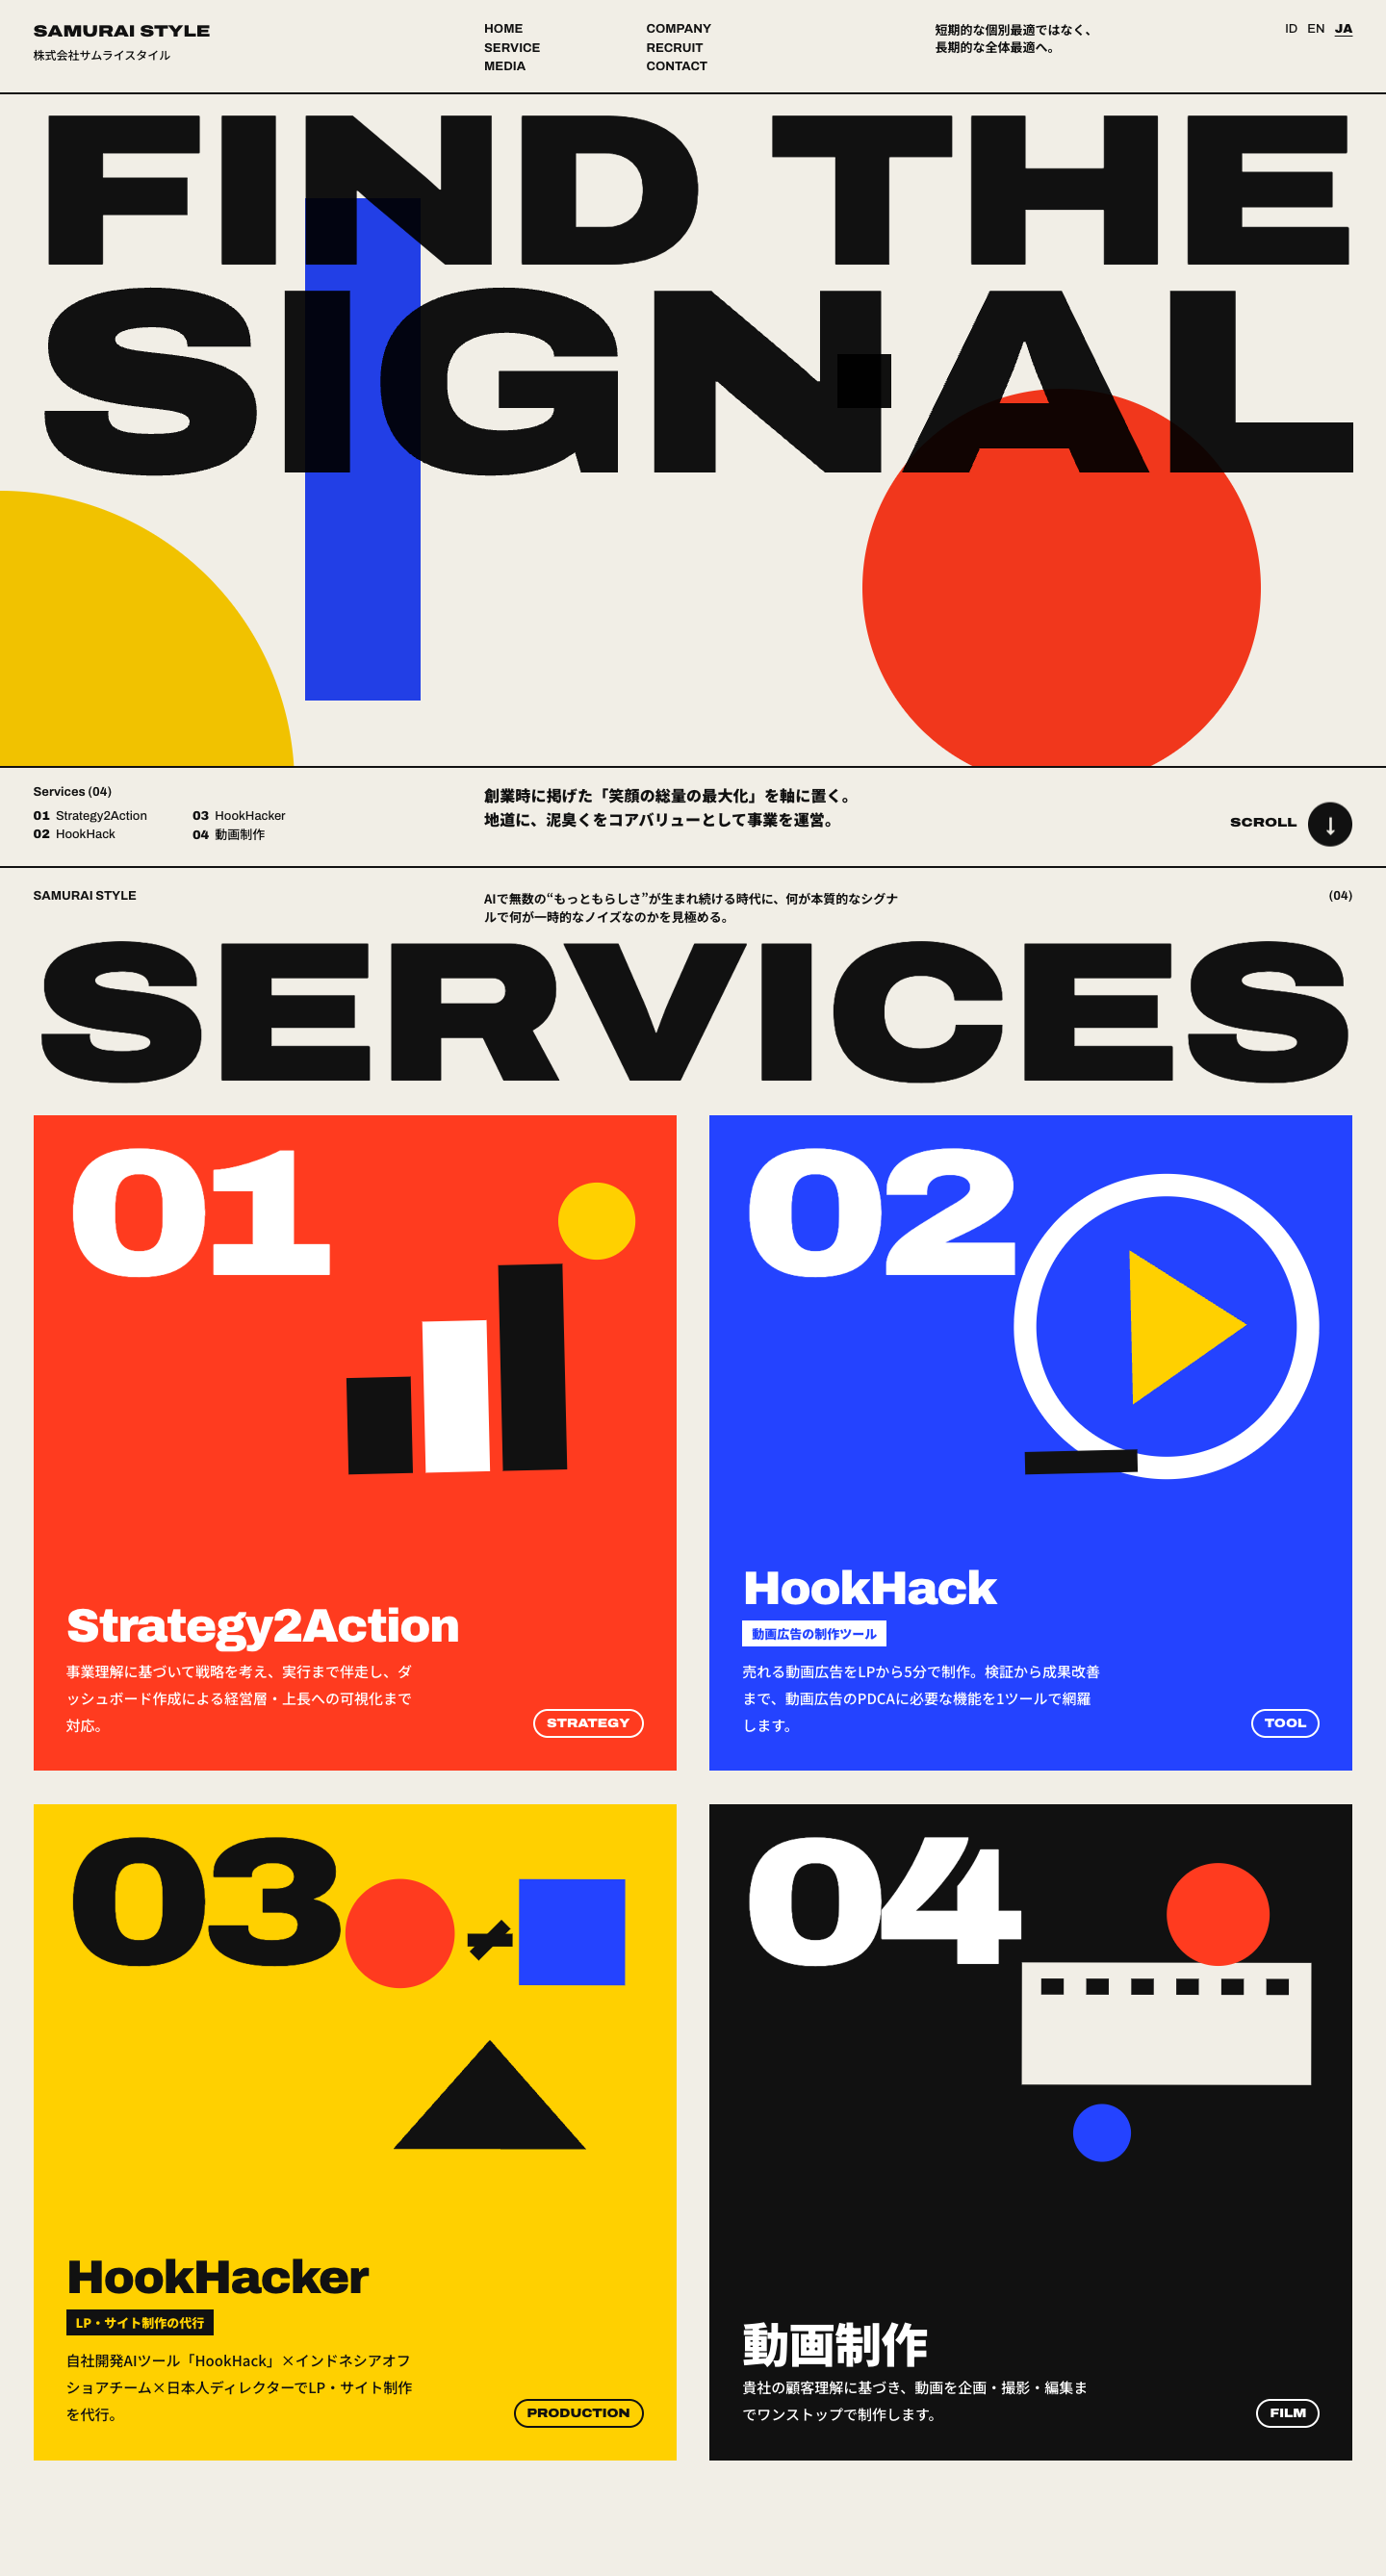 SAMURAI STYLE
株式会社サムライスタイル
HOME
SERVICE
MEDIA
COMPANY
RECRUIT
CONTACT
短期的な個別最適ではなく、
長期的な全体最適へ。
ID EN JA
FIND THE
SIGNAL
Services (04)
01 Strategy2Action
02 HookHack
03 HookHacker
04 動画制作
創業時に掲げた「笑顔の総量の最大化」を軸に置く。
地道に、泥臭くをコアバリューとして事業を運営。
SCROLL ↓
SAMURAI STYLE
AIで無数の“もっともらしさ”が生まれ続ける時代に、何が本質的なシグナ
ルで何が一時的なノイズなのかを見極める。
(04)
SERVICES
01
Strategy2Action
事業理解に基づいて戦略を考え、実行まで伴走し、ダ
ッシュボード作成による経営層・上長への可視化まで
対応。
STRATEGY
02
HookHack
動画広告の制作ツール
売れる動画広告をLPから5分で制作。検証から成果改善
まで、動画広告のPDCAに必要な機能を1ツールで網羅
します。
TOOL
03
≠
HookHacker
LP・サイト制作の代行
自社開発AIツール「HookHack」×インドネシアオフ
ショアチーム×日本人ディレクターでLP・サイト制作
を代行。
PRODUCTION
04
動画制作
貴社の顧客理解に基づき、動画を企画・撮影・編集ま
でワンストップで制作します。
FILM